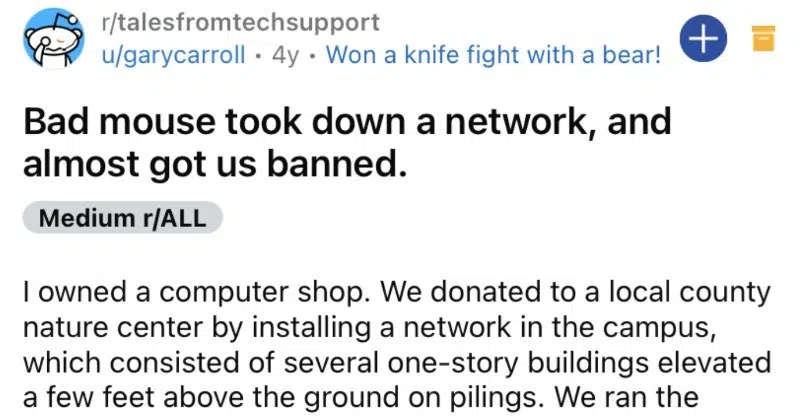 r/talesfromtechsupport
u/garycarroll • 4y • Won a knife fight with a bear!
Bad mouse took down a network, and
almost got us banned.
Medium r/ALL
I owned a computer shop. We donated to a local county
nature center by installing a network in the campus,
which consisted of several one-story buildings elevated
a few feet above the ground on pilings. We ran the